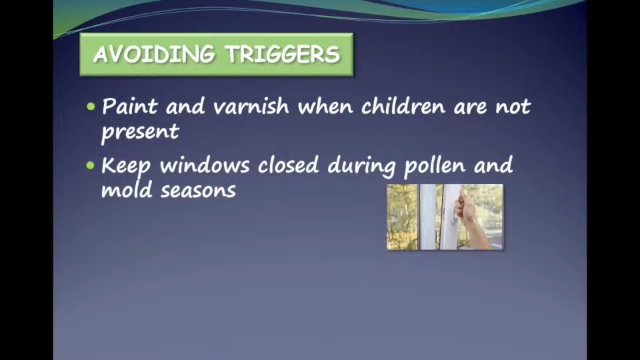 AVOIDING TRIGGERS
• Paint and varnish when children are not
present
• Keep windows closed during pollen and
mold seasons